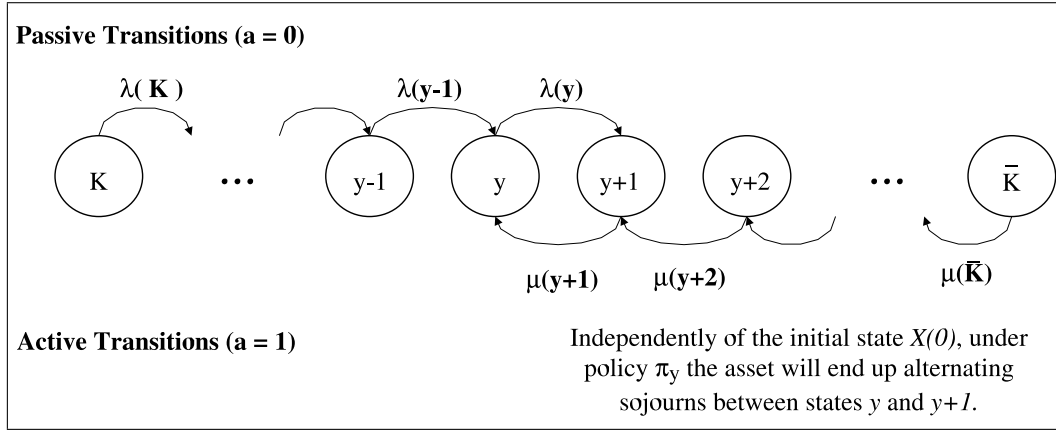 Passive Transitions (a = 0)
λ( K ) λ(y-1) λ(y)
K ... y-1 y y+1 y+2 ... K̄
μ(y+1) μ(y+2) μ(K̄)
Active Transitions (a = 1)
Independently of the initial state X(0), under
policy πy the asset will end up alternating
sojourns between states y and y+1.